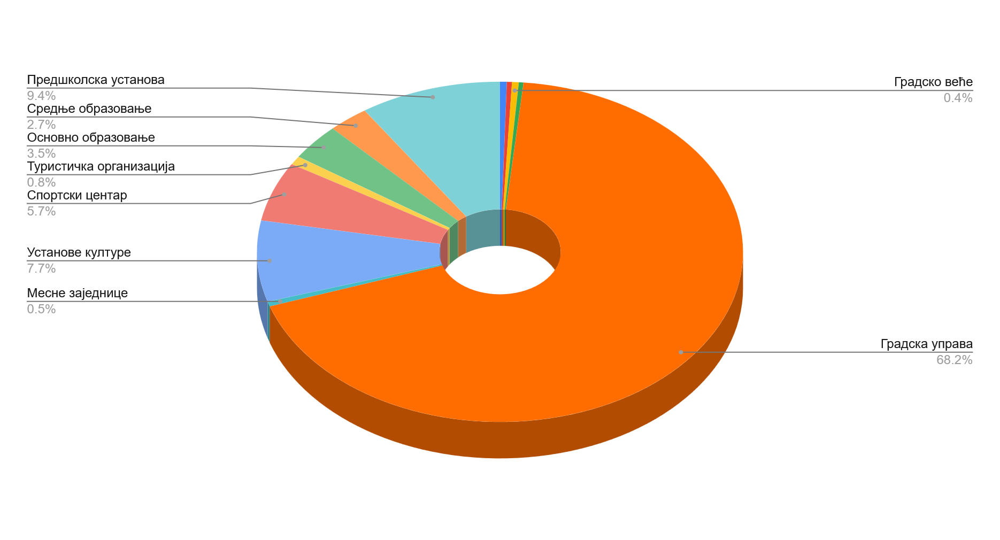 Предшколска установа
9.4%
Средње образовање
2.7%
Основно образовање
3.5%
Туристичка организација
0.8%
Спортски центар
5.7%
Установе културе
7.7%
Месне заједнице
0.5%
Градско веће
0.4%
Градска управа
68.2%